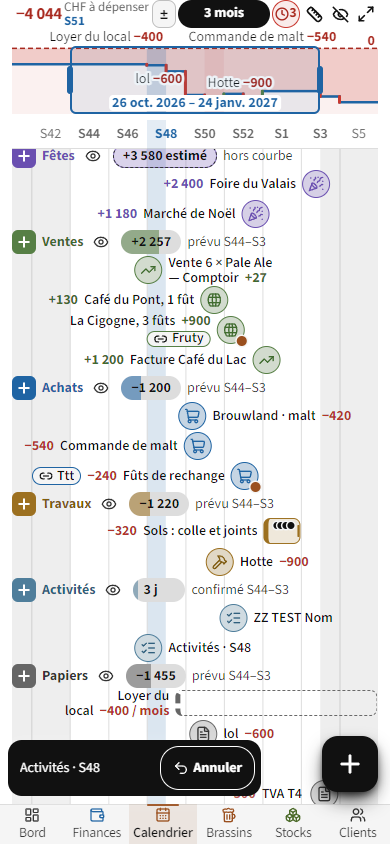 −4 044 CHF à dépenser S51 ± 3 mois 3
Loyer du local −400 Commande de malt −540 0
lol −600 Hotte −900
26 oct. 2026 – 24 janv. 2027
S42 S44 S46 S48 S50 S52 S1 S3 S5
Fêtes +3 580 estimé hors courbe
+2 400 Foire du Valais
+1 180 Marché de Noël
Ventes +2 257 prévu S44–S3
Vente 6 × Pale Ale
— Comptoir +27
+130 Café du Pont, 1 fût
La Cigogne, 3 fûts +900
Fruty
+1 200 Facture Café du Lac
Achats −1 200 prévu S44–S3
Brouwland · malt −420
−540 Commande de malt
Ttt −240 Fûts de rechange
Travaux −1 220 prévu S44–S3
−320 Sols : colle et joints
Hotte −900
Activités 3 j confirmé S44–S3
ZZ TEST Nom
Activités · S48
Papiers −1 455 prévu S44–S3
Loyer du
local −400 / mois
lol −600
Activités · S48 Annuler
TVA T4
Bord Finances Calendrier Brassins Stocks Clients